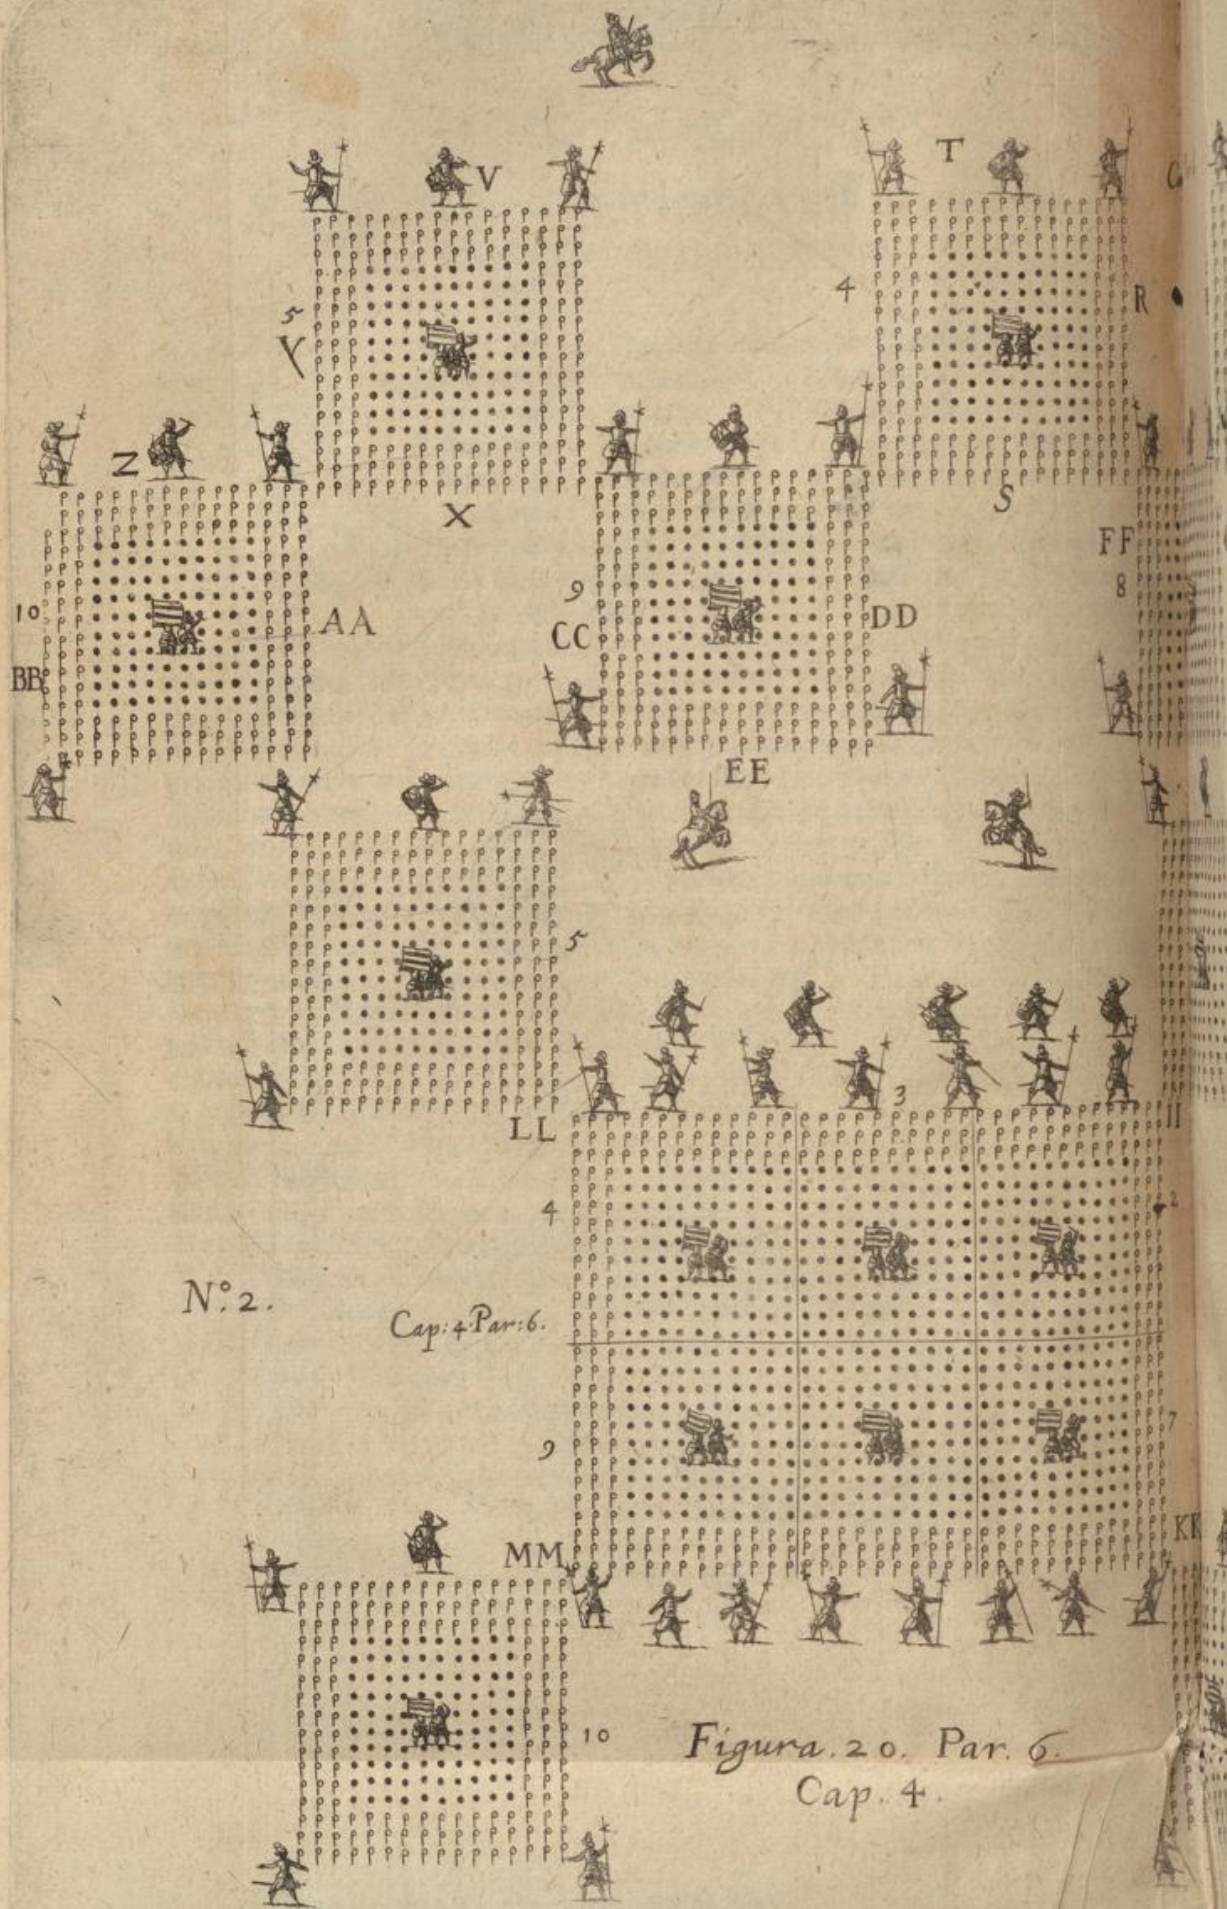 V
T
4
R
5
Y
Z
X
S
FF
8
10
AA
9
CC
DD
BB
EE
5
3
LL
II
4
2
N.º 2.
Cap: 4. Par: 6.
9
7
KK
MM
10
Figura. 20. Par. 6.
Cap. 4.